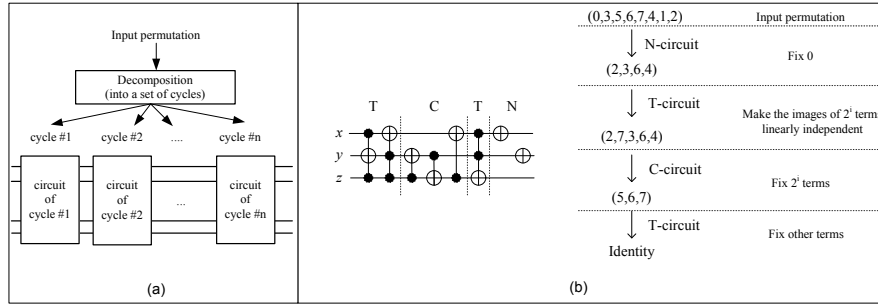 Input permutation
Decomposition
(into a set of cycles)
cycle #1 cycle #2 .... cycle #n
circuit of cycle #1
circuit of cycle #2
...
circuit of cycle #n
(a)
T C T N
x
y
z
(0,3,5,6,7,4,1,2) Input permutation
N-circuit Fix 0
(2,3,6,4)
T-circuit Make the images of 2^i terms linearly independent
(2,7,3,6,4)
C-circuit Fix 2^i terms
(5,6,7)
T-circuit Fix other terms
Identity
(b)